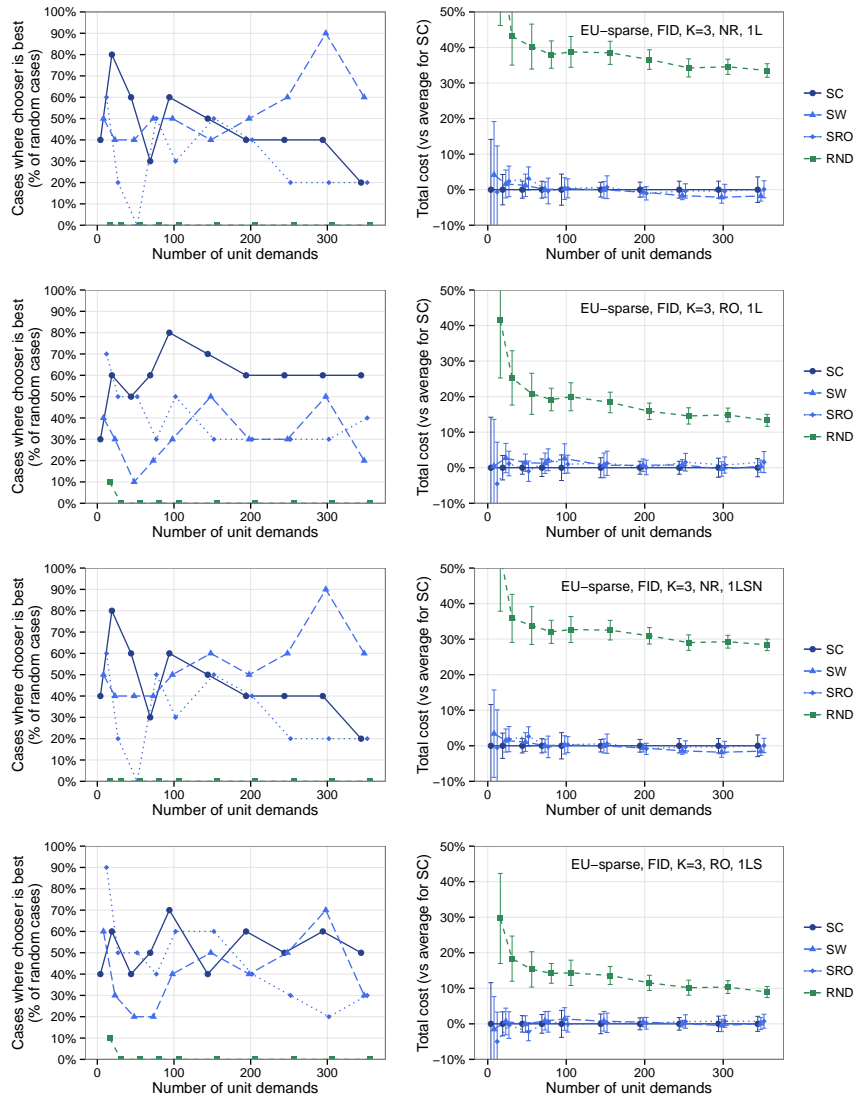 Cases where chooser is best
(% of random cases)
100%
90%
80%
70%
60%
50%
40%
30%
20%
10%
0%
0
100
200
300
Number of unit demands
Total cost (vs average for SC)
50%
40%
30%
20%
10%
0%
−10%
EU−sparse, FID, K=3, NR, 1L
0
100
200
300
Number of unit demands
SC
SW
SRO
RND
Cases where chooser is best
(% of random cases)
100%
90%
80%
70%
60%
50%
40%
30%
20%
10%
0%
0
100
200
300
Number of unit demands
Total cost (vs average for SC)
50%
40%
30%
20%
10%
0%
−10%
EU−sparse, FID, K=3, RO, 1L
0
100
200
300
Number of unit demands
SC
SW
SRO
RND
Cases where chooser is best
(% of random cases)
100%
90%
80%
70%
60%
50%
40%
30%
20%
10%
0%
0
100
200
300
Number of unit demands
Total cost (vs average for SC)
50%
40%
30%
20%
10%
0%
−10%
EU−sparse, FID, K=3, NR, 1LSN
0
100
200
300
Number of unit demands
SC
SW
SRO
RND
Cases where chooser is best
(% of random cases)
100%
90%
80%
70%
60%
50%
40%
30%
20%
10%
0%
0
100
200
300
Number of unit demands
Total cost (vs average for SC)
50%
40%
30%
20%
10%
0%
−10%
EU−sparse, FID, K=3, RO, 1LS
0
100
200
300
Number of unit demands
SC
SW
SRO
RND